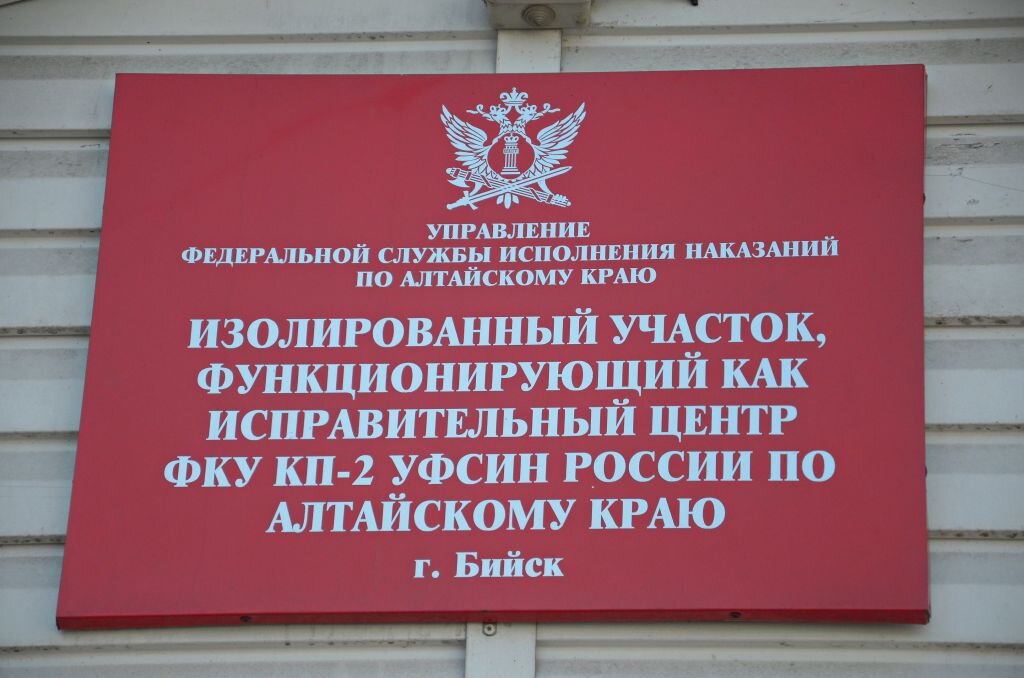 УПРАВЛЕНИЕ
ФЕДЕРАЛЬНОЙ СЛУЖБЫ ИСПОЛНЕНИЯ НАКАЗАНИЙ
ПО АЛТАЙСКОМУ КРАЮ
ИЗОЛИРОВАННЫЙ УЧАСТОК,
ФУНКЦИОНИРУЮЩИЙ КАК
ИСПРАВИТЕЛЬНЫЙ ЦЕНТР
ФКУ КП-2 УФСИН РОССИИ ПО
АЛТАЙСКОМУ КРАЮ
г. Бийск